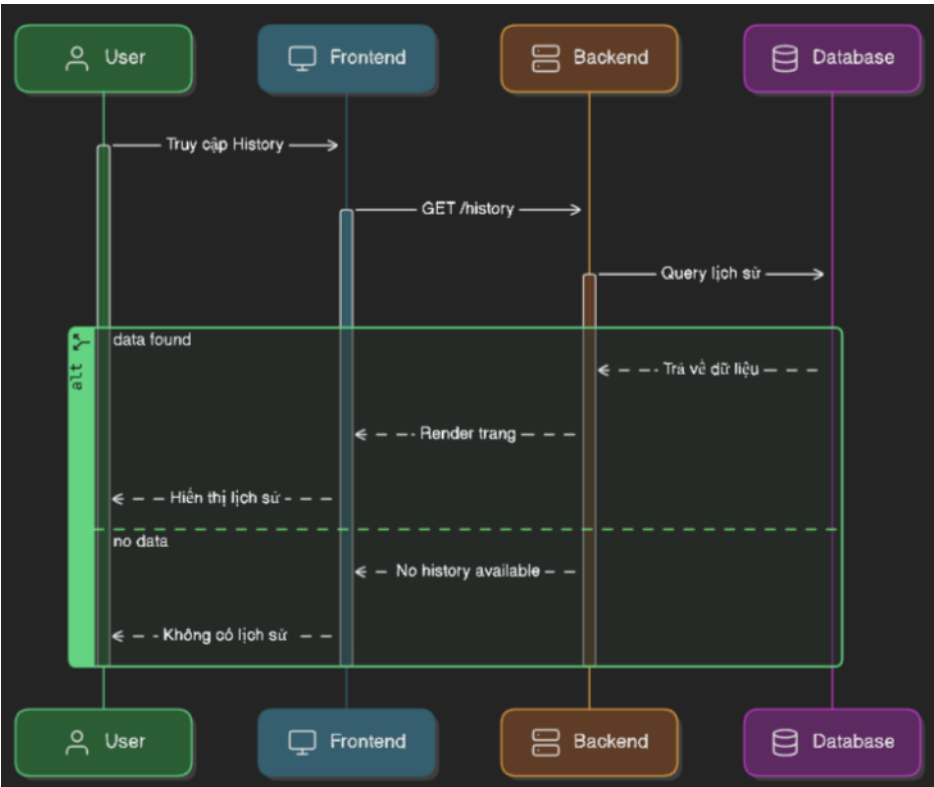 User
Frontend
Backend
Database
Truy cập History
GET /history
Query lịch sử
alt
data found
Trả về dữ liệu
Render trang
Hiển thị lịch sử
no data
No history available
Không có lịch sử
User
Frontend
Backend
Database